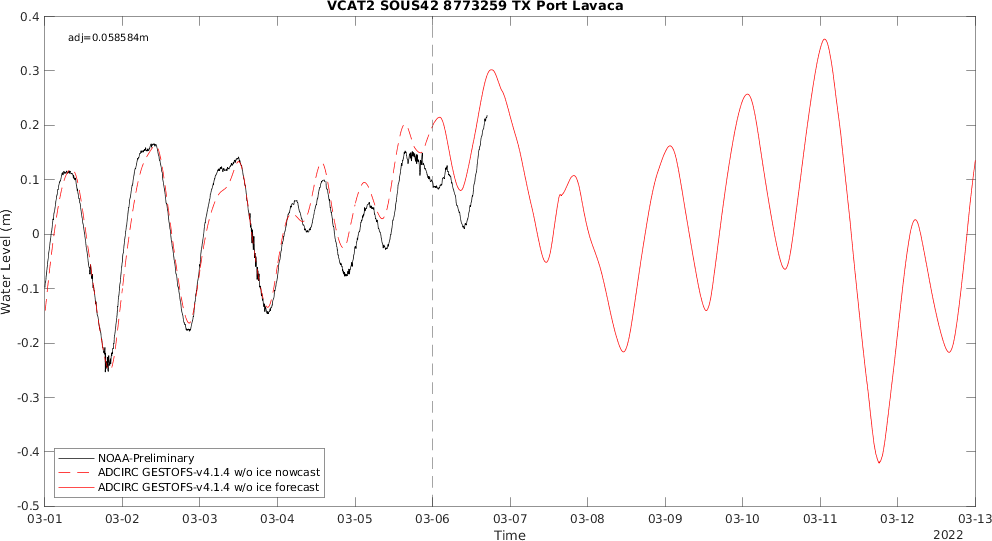 VCAT2 SOUS42 8773259 TX Port Lavaca
0.4
adj=0.058584m
0.3
0.2
0.1
0
-0.1
-0.2
-0.3
-0.4
-0.5
Water Level (m)
NOAA-Preliminary
ADCIRC GESTOFS-v4.1.4 w/o ice nowcast
ADCIRC GESTOFS-v4.1.4 w/o ice forecast
03-01 03-02 03-03 03-04 03-05 03-06 03-07 03-08 03-09 03-10 03-11 03-12 03-13
Time
2022